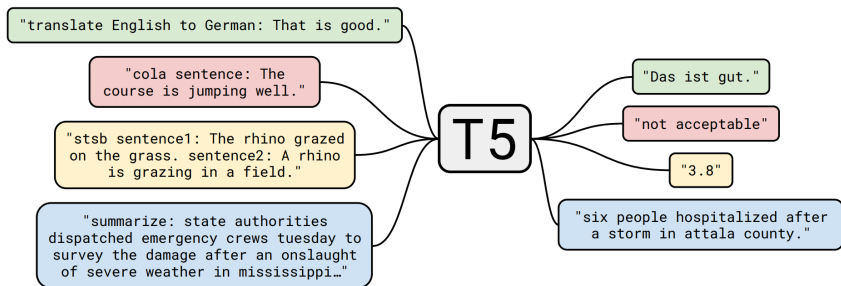 "translate English to German: That is good."
"cola sentence: The
course is jumping well."
"stsb sentence1: The rhino grazed
on the grass. sentence2: A rhino
is grazing in a field."
"summarize: state authorities
dispatched emergency crews tuesday to
survey the damage after an onslaught
of severe weather in mississippi…"
T5
"Das ist gut."
"not acceptable"
"3.8"
"six people hospitalized after
a storm in attala county."